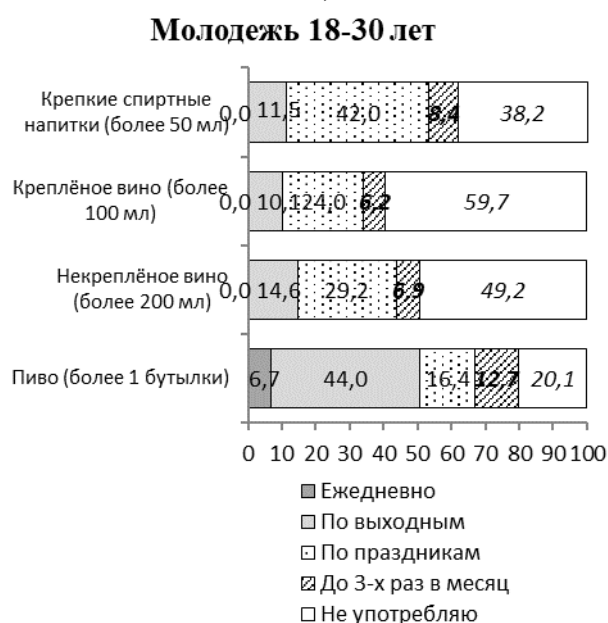 Молодежь 18-30 лет
Крепкие спиртные
напитки (более 50 мл)
0,0 11,5 42,0 8,4 38,2
Креплёное вино (более
100 мл)
0,0 10,1 24,0 6,2 59,7
Некреплёное вино
(более 200 мл)
0,0 14,6 29,2 6,9 49,2
Пиво (более 1 бутылки)
6,7 44,0 16,4 12,7 20,1
0 10 20 30 40 50 60 70 80 90 100
Ежедневно
По выходным
По праздникам
До 3-х раз в месяц
Не употребляю